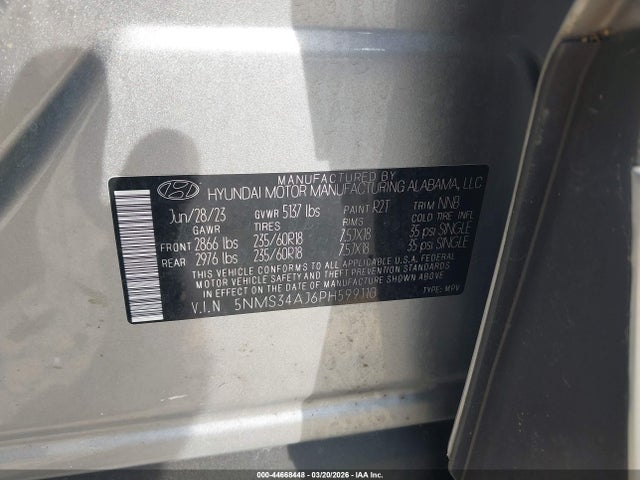 MANUFACTURED BY
HYUNDAI MOTOR MANUFACTURING ALABAMA, LLC
Jun/28/23 GVWR 5137 lbs PAINT R2T TRIM NNB
GAWR TIRES RIMS COLD TIRE INFL
FRONT 2866 lbs 235/60R18 7.5JX18 35 psi SINGLE
REAR 2976 lbs 235/60R18 7.5JX18 35 psi SINGLE
THIS VEHICLE CONFORMS TO ALL APPLICABLE U.S.A FEDERAL
MOTOR VEHICLE SAFETY AND THEFT PREVENTION STANDARDS
IN EFFECT ON THE DATE OF MANUFACTURE SHOWN ABOVE
V.I.N 5NMS34AJ6PH599110 TYPE: MPV
000-44668448 | 03/20/2026 | IAA Inc.